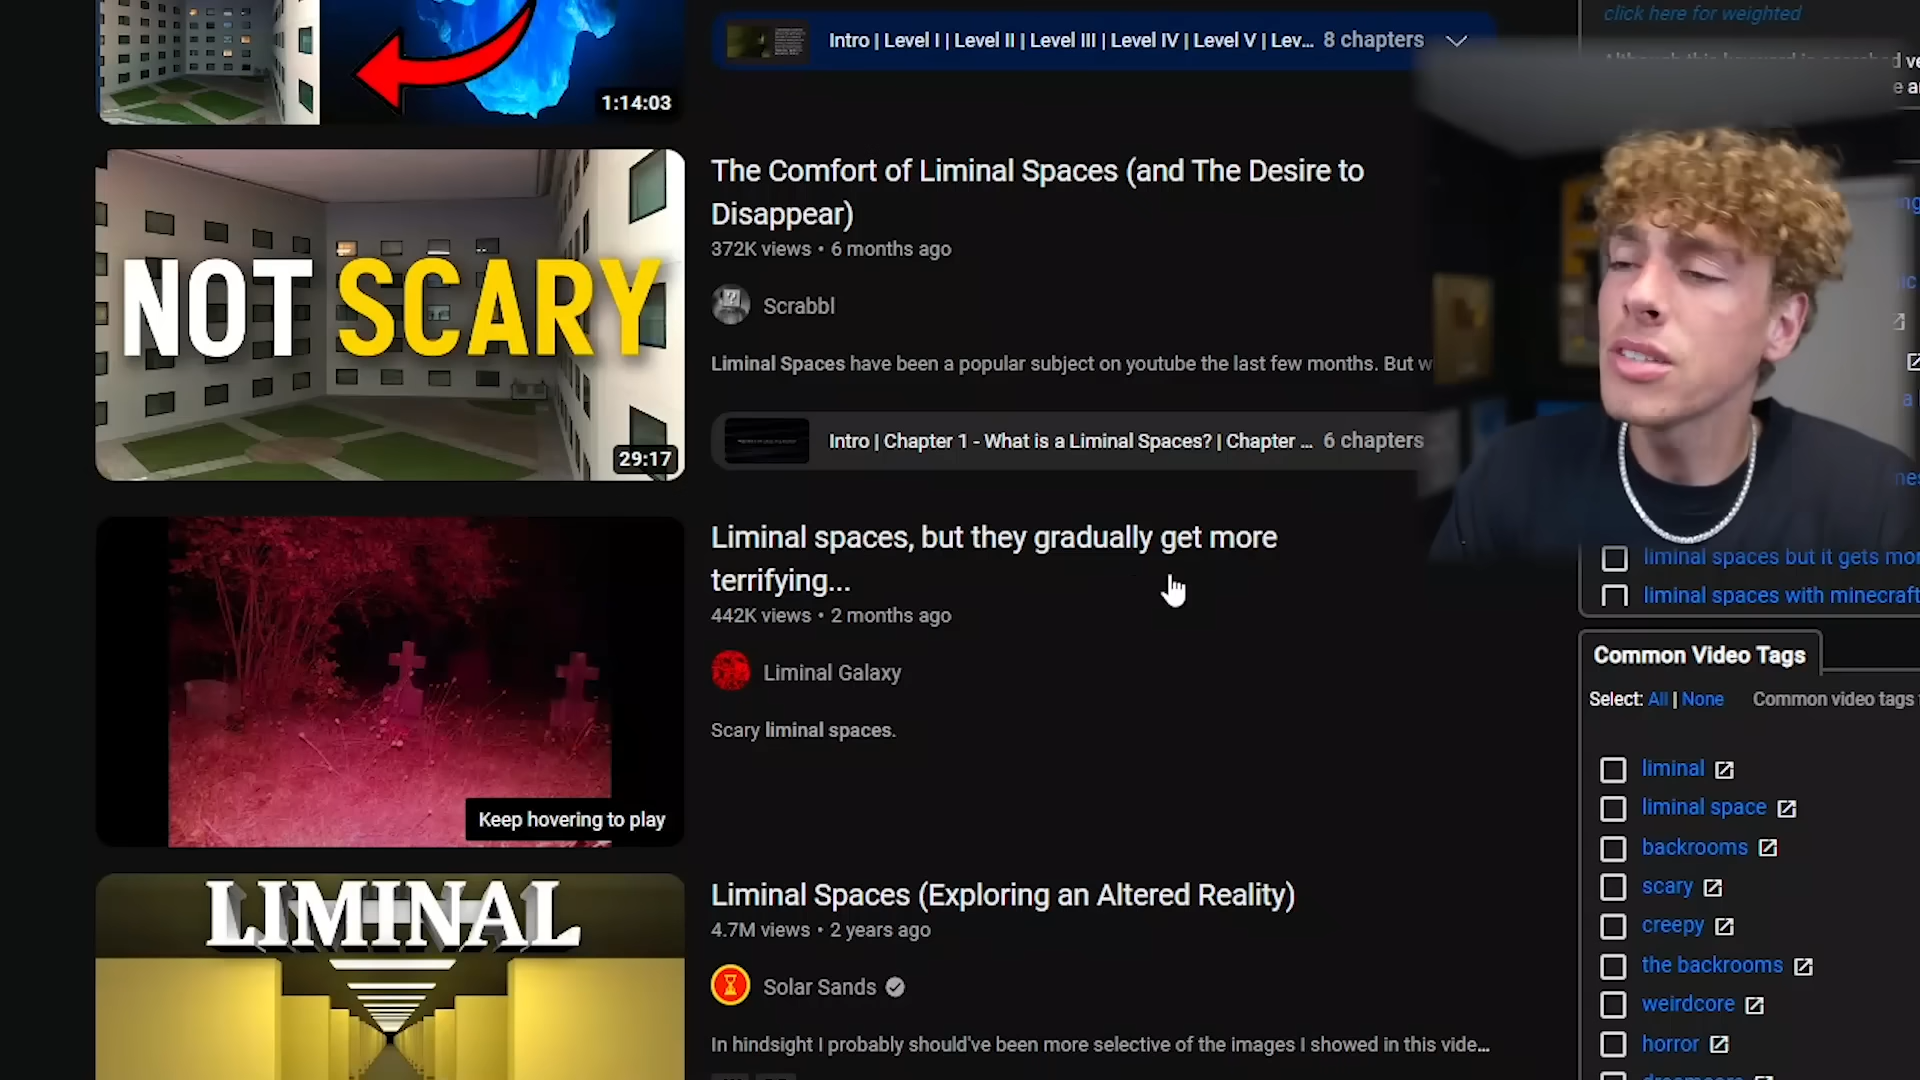 click here for weighted
Intro | Level I | Level II | Level III | Level IV | Level V | Lev... 8 chapters
1:14:03
The Comfort of Liminal Spaces (and The Desire to
Disappear)
372K views • 6 months ago
NOT SCARY
Scrabbl
Liminal Spaces have been a popular subject on youtube the last few months. But w
Intro | Chapter 1 - What is a Liminal Spaces? | Chapter ... 6 chapters
29:17
Liminal spaces, but they gradually get more
terrifying...
442K views • 2 months ago
Liminal Galaxy
Scary liminal spaces.
Keep hovering to play
LIMINAL
Liminal Spaces (Exploring an Altered Reality)
4.7M views • 2 years ago
Solar Sands
In hindsight I probably should've been more selective of the images I showed in this vide...
liminal spaces but it gets mor
liminal spaces with minecraft
Common Video Tags
Select: All | None Common video tags
liminal
liminal space
backrooms
scary
creepy
the backrooms
weirdcore
horror